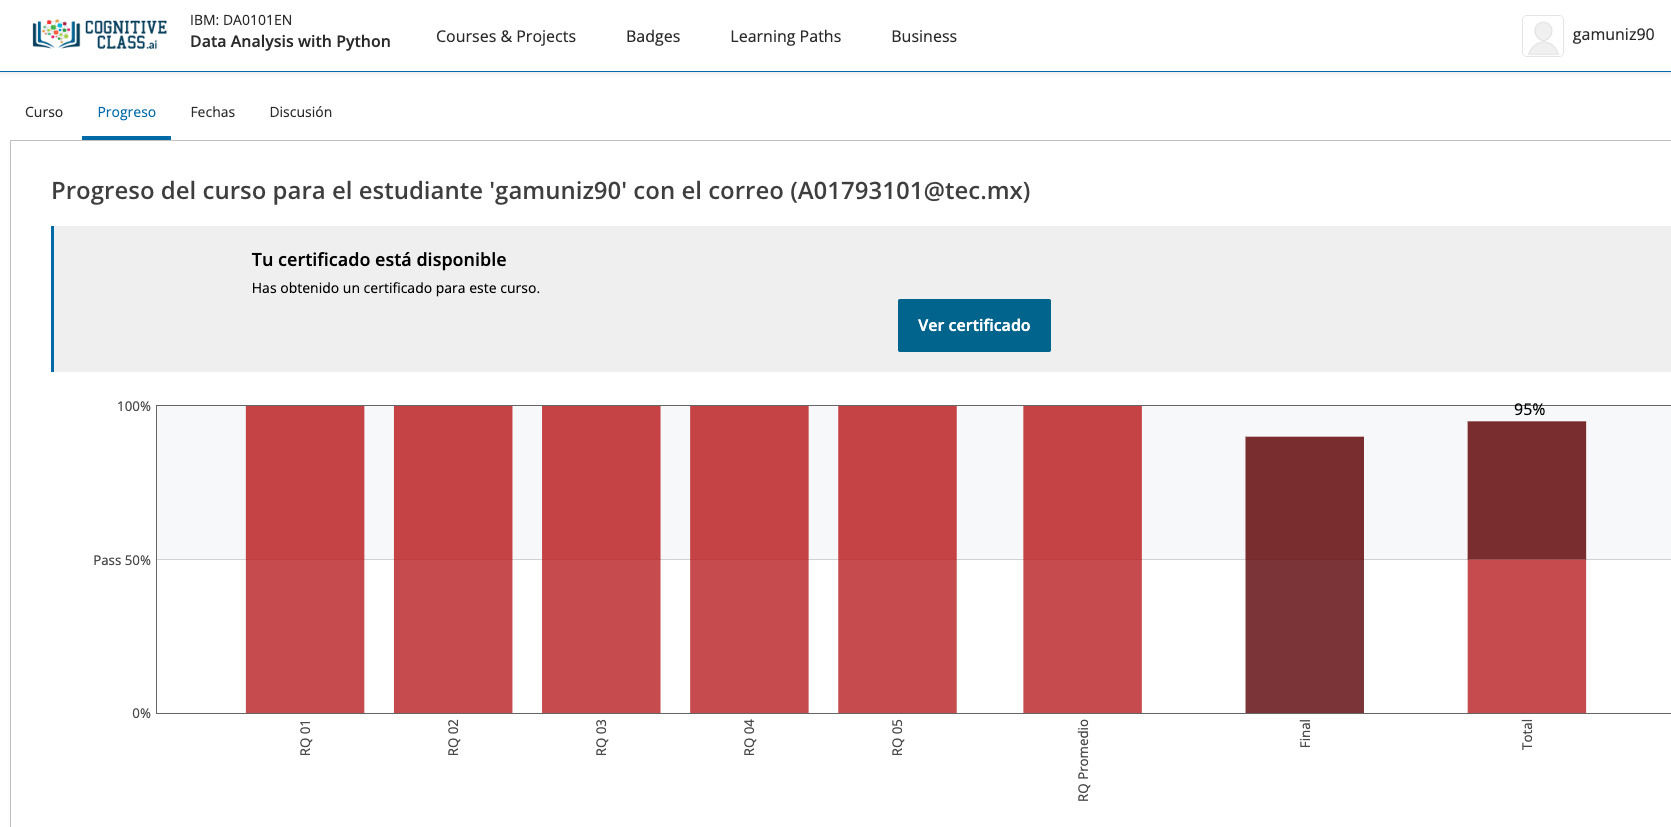 COGNITIVE
CLASS.ai
IBM: DA0101EN
Data Analysis with Python
Courses & Projects
Badges
Learning Paths
Business
gamuniz90
Curso
Progreso
Fechas
Discusión
Progreso del curso para el estudiante 'gamuniz90' con el correo (A01793101@tec.mx)
Tu certificado está disponible
Has obtenido un certificado para este curso.
Ver certificado
100%
95%
Pass 50%
0%
RQ 01
RQ 02
RQ 03
RQ 04
RQ 05
RQ Promedio
Final
Total